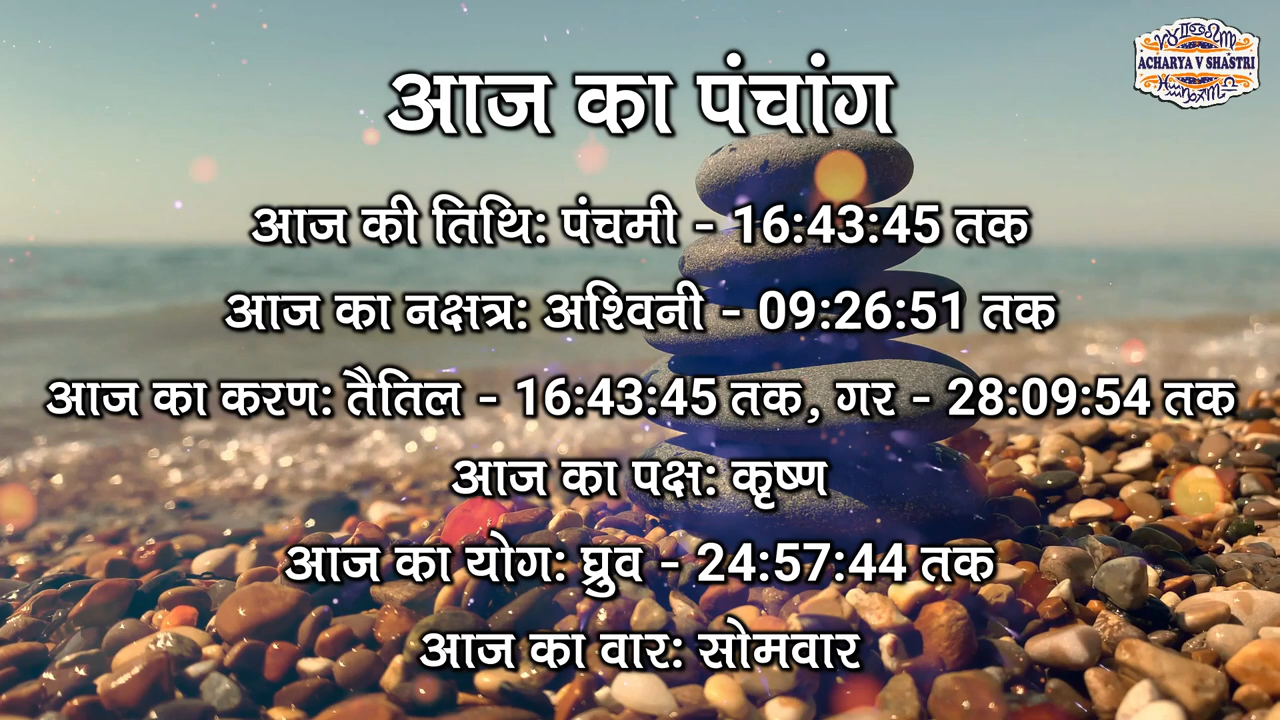 आज का पंचांग
ACHARYA V SHASTRI
आज की तिथि: पंचमी - 16:43:45 तक
आज का नक्षत्र: अश्विनी - 09:26:51 तक
आज का करण: तैतिल - 16:43:45 तक, गर - 28:09:54 तक
आज का पक्ष: कृष्ण
आज का योग: घ्रुव - 24:57:44 तक
आज का वार: सोमवार